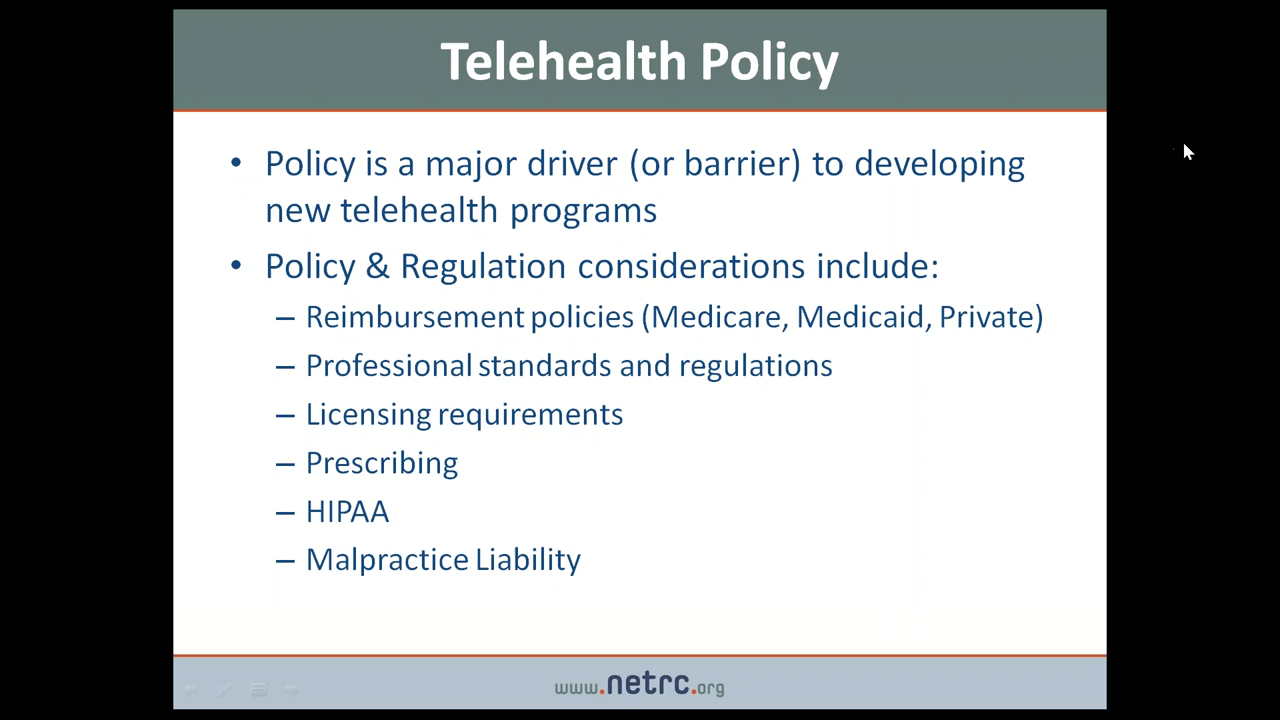 Telehealth Policy
• Policy is a major driver (or barrier) to developing
new telehealth programs
• Policy & Regulation considerations include:
– Reimbursement policies (Medicare, Medicaid, Private)
– Professional standards and regulations
– Licensing requirements
– Prescribing
– HIPAA
– Malpractice Liability
www.netrc.org